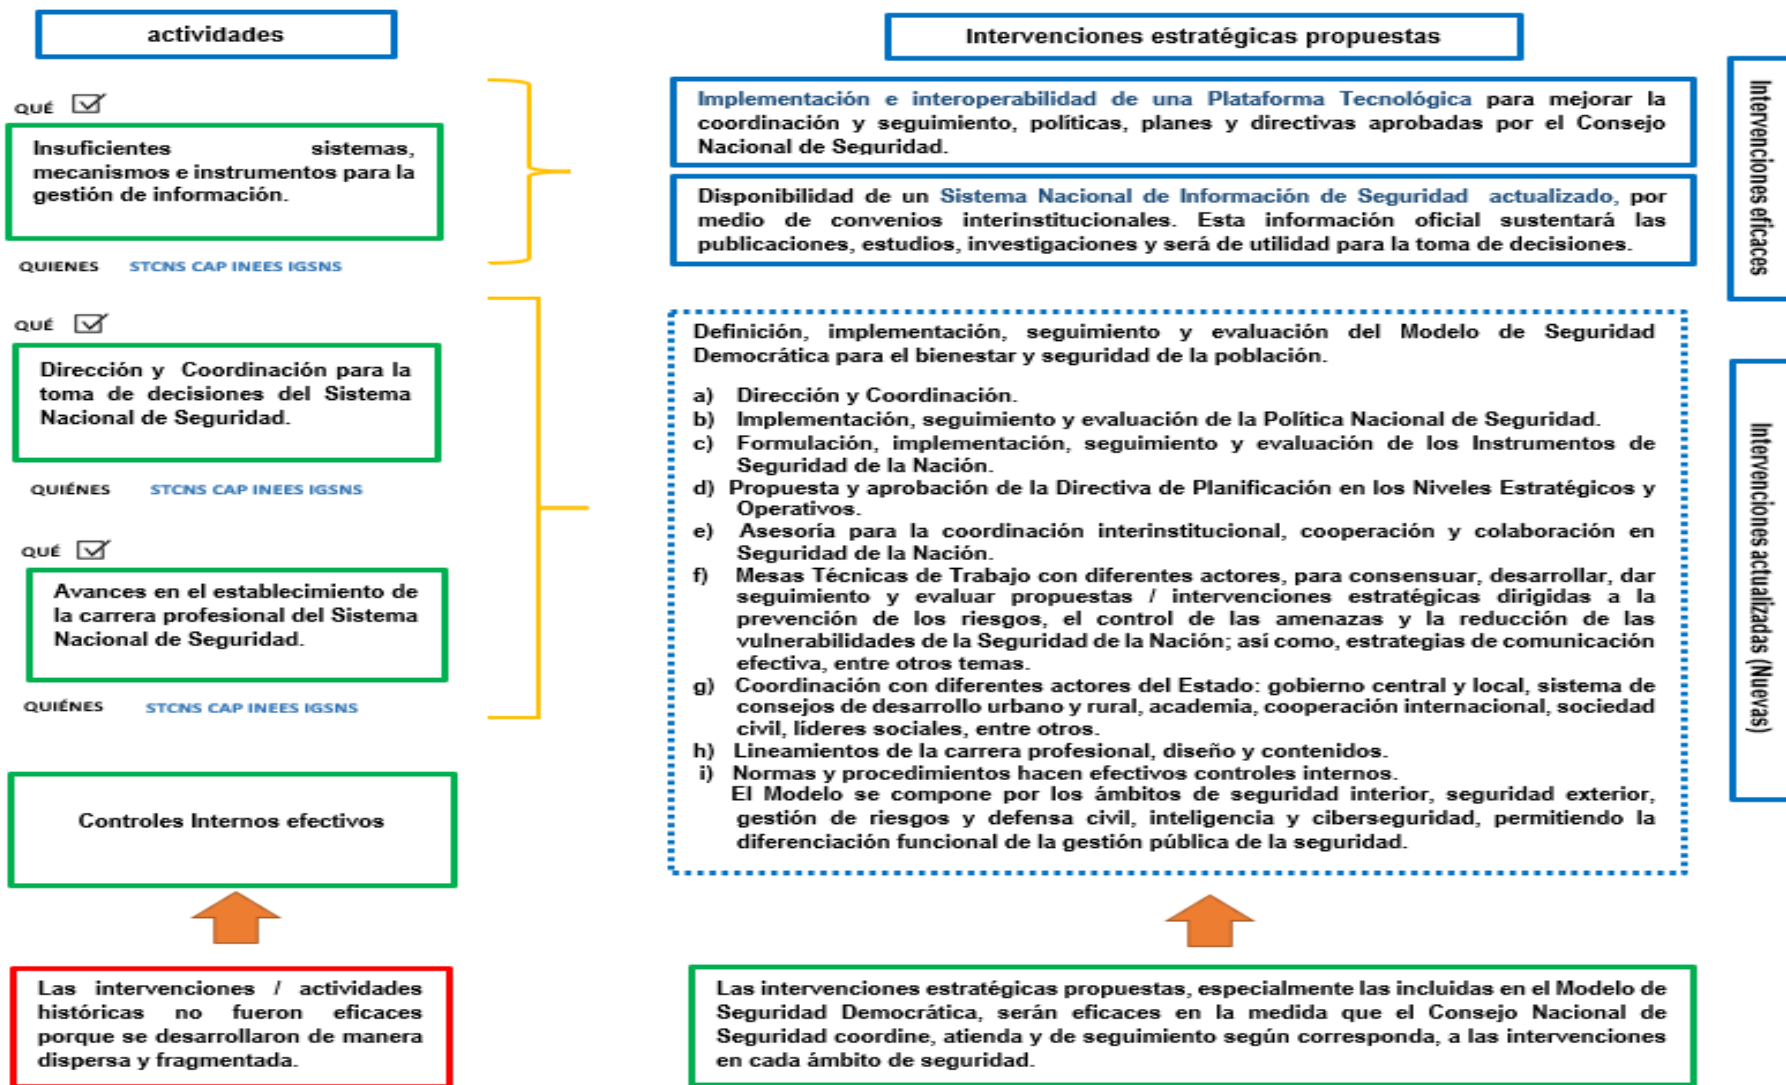 actividades
QUÉ
Insuficientes sistemas,
mecanismos e instrumentos para la
gestión de información.
QUIENES STCNS CAP INEES IGSNS
QUÉ
Dirección y Coordinación para la
toma de decisiones del Sistema
Nacional de Seguridad.
QUIÉNES STCNS CAP INEES IGSNS
QUÉ
Avances en el establecimiento de
la carrera profesional del Sistema
Nacional de Seguridad.
QUIÉNES STCNS CAP INEES IGSNS
Controles Internos efectivos
Las intervenciones / actividades
históricas no fueron eficaces
porque se desarrollaron de manera
dispersa y fragmentada.
Intervenciones estratégicas propuestas
Implementación e interoperabilidad de una Plataforma Tecnológica para mejorar la
coordinación y seguimiento, políticas, planes y directivas aprobadas por el Consejo
Nacional de Seguridad.
Disponibilidad de un Sistema Nacional de Información de Seguridad actualizado, por
medio de convenios interinstitucionales. Esta información oficial sustentará las
publicaciones, estudios, investigaciones y será de utilidad para la toma de decisiones.
Definición, implementación, seguimiento y evaluación del Modelo de Seguridad
Democrática para el bienestar y seguridad de la población.
a) Dirección y Coordinación.
b) Implementación, seguimiento y evaluación de la Política Nacional de Seguridad.
c) Formulación, implementación, seguimiento y evaluación de los Instrumentos de
Seguridad de la Nación.
d) Propuesta y aprobación de la Directiva de Planificación en los Niveles Estratégicos y
Operativos.
e) Asesoría para la coordinación interinstitucional, cooperación y colaboración en
Seguridad de la Nación.
f) Mesas Técnicas de Trabajo con diferentes actores, para consensuar, desarrollar, dar
seguimiento y evaluar propuestas / intervenciones estratégicas dirigidas a la
prevención de los riesgos, el control de las amenazas y la reducción de las
vulnerabilidades de la Seguridad de la Nación; así como, estrategias de comunicación
efectiva, entre otros temas.
g) Coordinación con diferentes actores del Estado: gobierno central y local, sistema de
consejos de desarrollo urbano y rural, academia, cooperación internacional, sociedad
civil, líderes sociales, entre otros.
h) Lineamientos de la carrera profesional, diseño y contenidos.
i) Normas y procedimientos hacen efectivos controles internos.
El Modelo se compone por los ámbitos de seguridad interior, seguridad exterior,
gestión de riesgos y defensa civil, inteligencia y ciberseguridad, permitiendo la
diferenciación funcional de la gestión pública de la seguridad.
Las intervenciones estratégicas propuestas, especialmente las incluidas en el Modelo de
Seguridad Democrática, serán eficaces en la medida que el Consejo Nacional de
Seguridad coordine, atienda y de seguimiento según corresponda, a las intervenciones
en cada ámbito de seguridad.
Intervenciones eficaces
Intervenciones actualizadas (Nuevas)